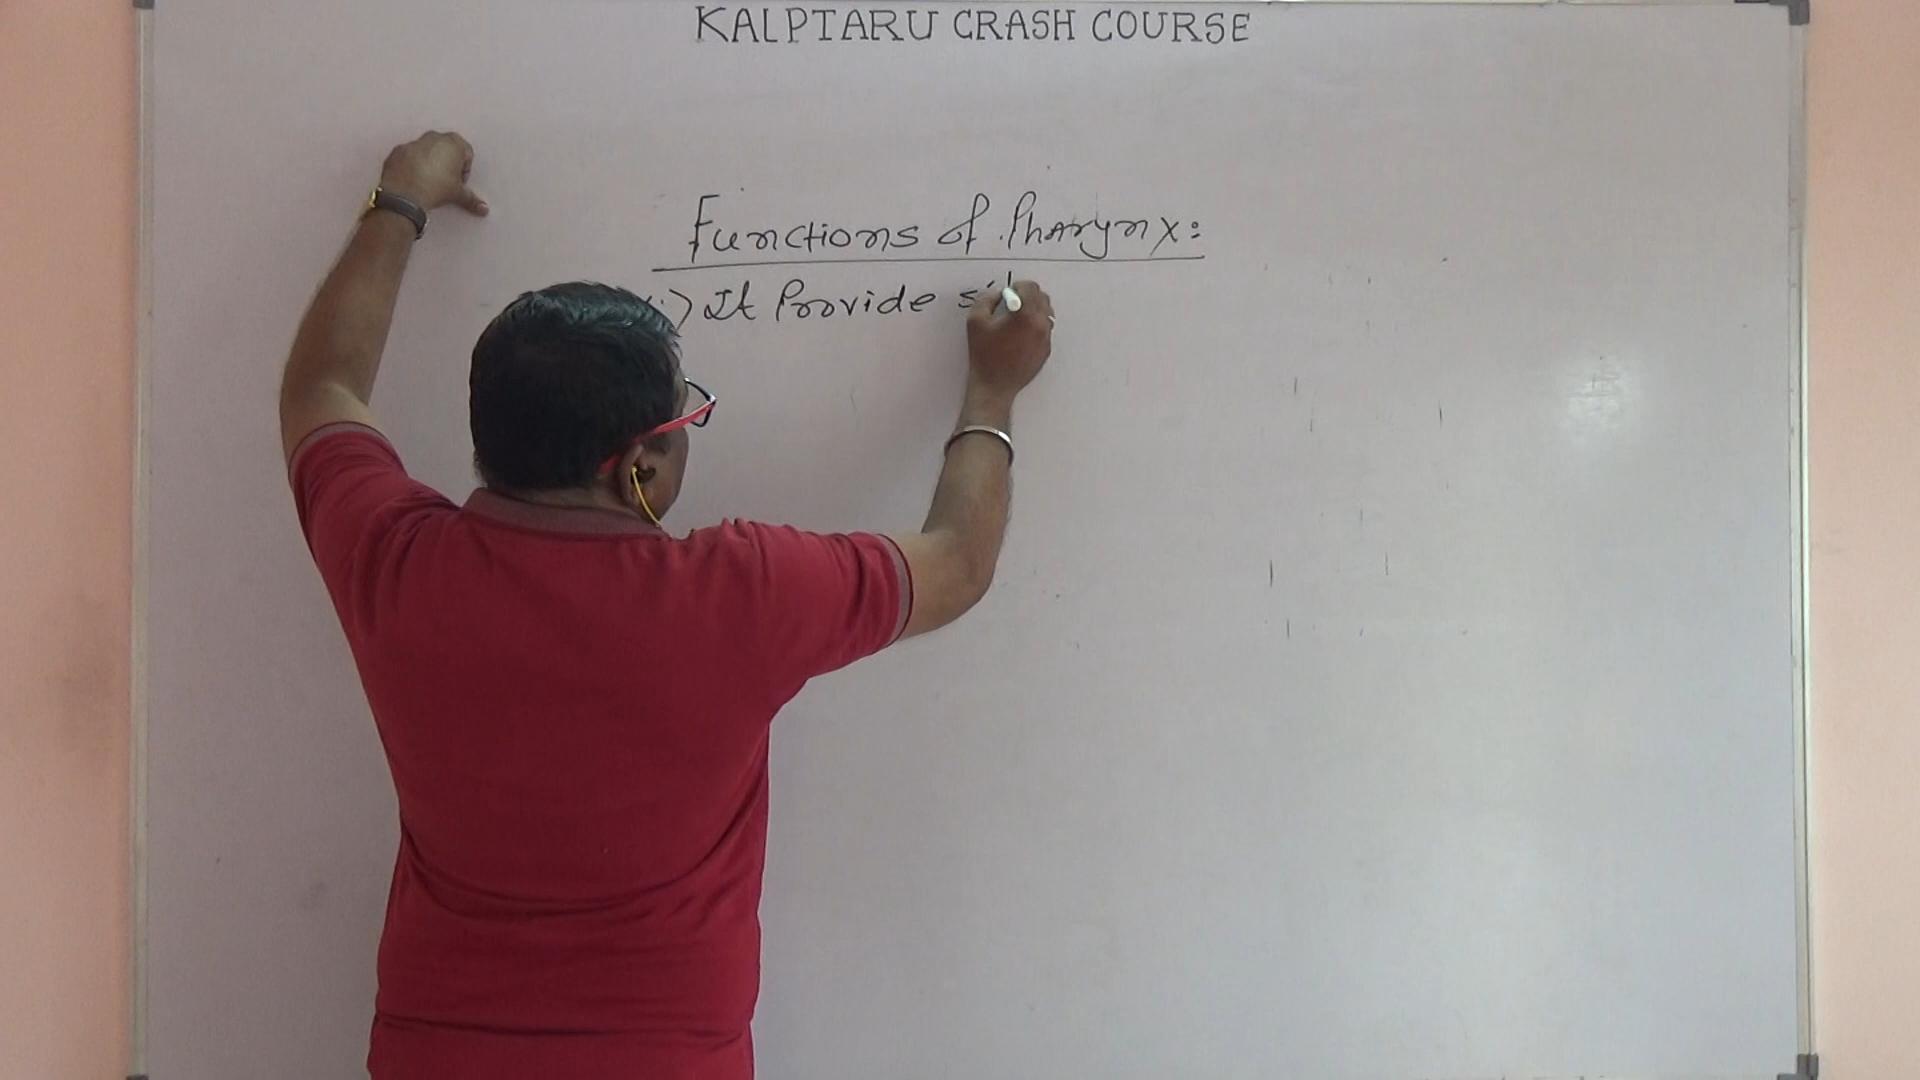 KALPTARU CRASH COURSE
Functions of Pharynx:
i) It Provide